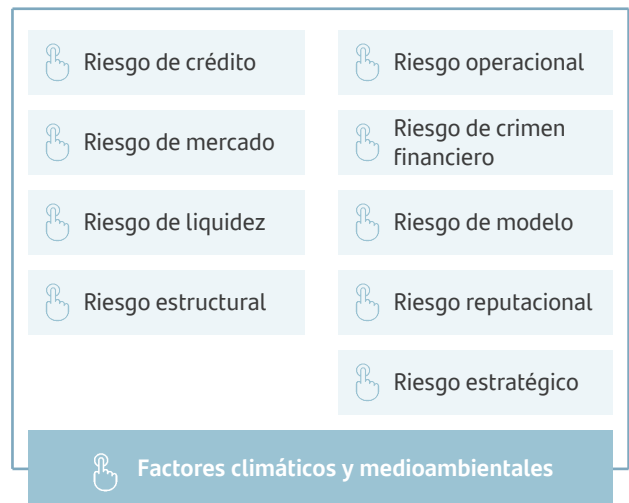 Riesgo de crédito
Riesgo operacional
Riesgo de mercado
Riesgo de crimen
financiero
Riesgo de liquidez
Riesgo de modelo
Riesgo estructural
Riesgo reputacional
Riesgo estratégico
Factores climáticos y medioambientales